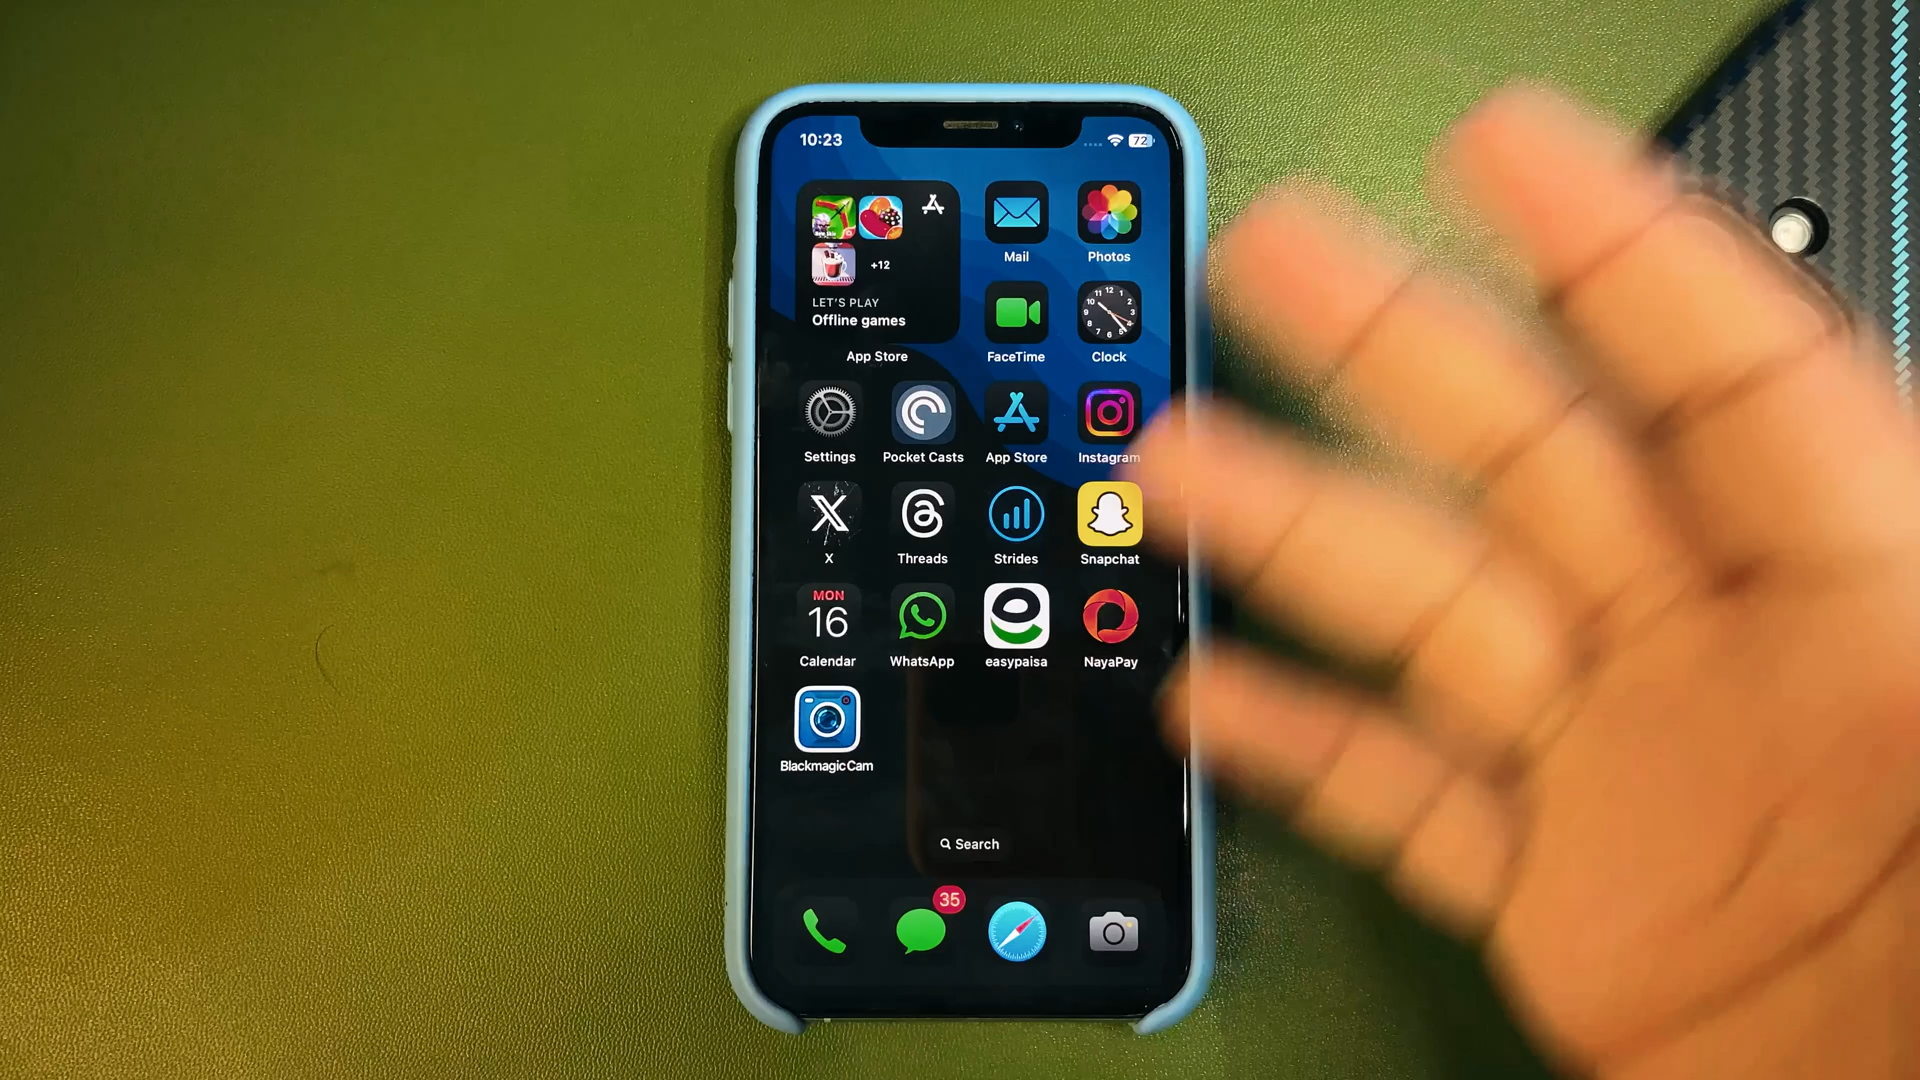 10:23
72
+12
LET'S PLAY
Offline games
App Store
Mail
Photos
FaceTime
Clock
Settings
Pocket Casts
App Store
Instagram
X
Threads
Strides
Snapchat
MON
16
Calendar
WhatsApp
easypaisa
NayaPay
BlackmagicCam
Search
35